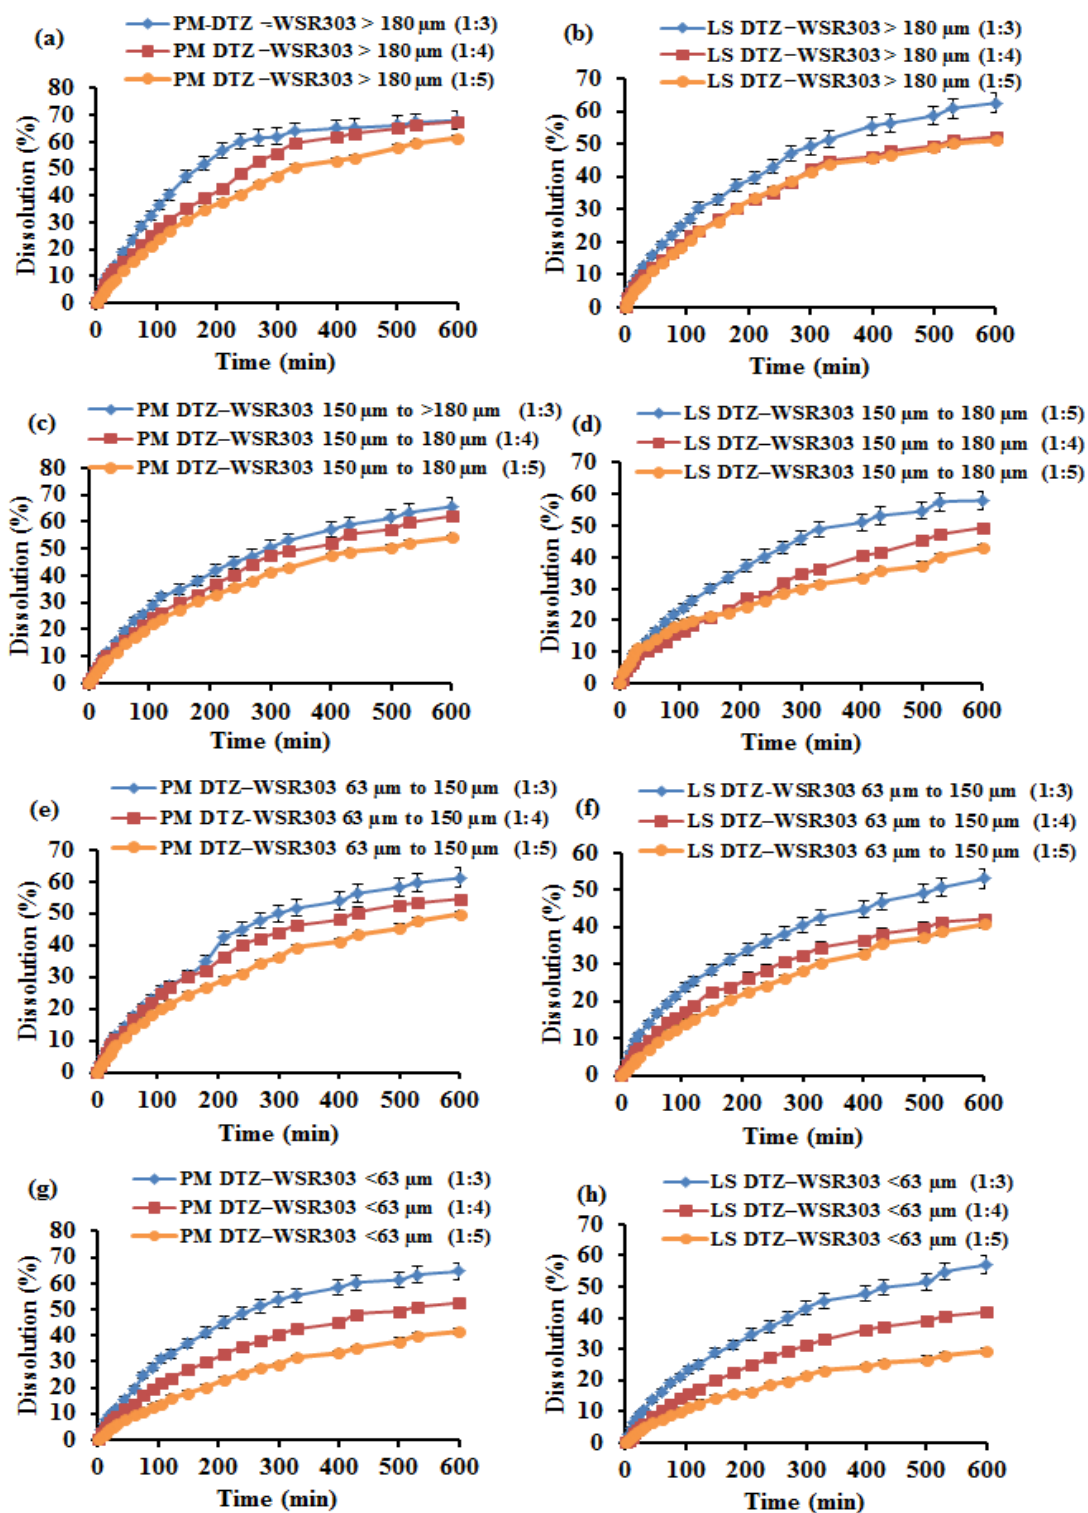 (a)
PM-DTZ –WSR303 > 180 µm (1:3)
PM DTZ –WSR303 > 180 µm (1:4)
PM DTZ –WSR303 > 180 µm (1:5)
Dissolution (%)
80
70
60
50
40
30
20
10
0
0 100 200 300 400 500 600
Time (min)
(b)
LS DTZ–WSR303 > 180 µm (1:3)
LS DTZ–WSR303 > 180 µm (1:4)
LS DTZ–WSR303 > 180 µm (1:5)
Dissolution (%)
70
60
50
40
30
20
10
0
0 100 200 300 400 500 600
Time (min)
(c)
PM DTZ–WSR303 150 µm to >180 µm (1:3)
PM DTZ–WSR303 150 µm to 180 µm (1:4)
PM DTZ–WSR303 150 µm to 180 µm (1:5)
Dissolution (%)
80
70
60
50
40
30
20
10
0
0 100 200 300 400 500 600
Time (min)
(d)
LS DTZ–WSR303 150 µm to 180 µm (1:5)
LS DTZ–WSR303 150 µm to 180 µm (1:4)
LS DTZ–WSR303 150 µm to 180 µm (1:5)
Dissolution (%)
70
60
50
40
30
20
10
0
0 100 200 300 400 500 600
Time (min)
(e)
PM DTZ–WSR303 63 µm to 150 µm (1:3)
PM DTZ-WSR303 63 µm to 150 µm (1:4)
PM DTZ–WSR303 63 µm to 150 µm (1:5)
Dissolution (%)
70
60
50
40
30
20
10
0
0 100 200 300 400 500 600
Time (min)
(f)
LS DTZ-WSR303 63 µm to 150 µm (1:3)
LS DTZ–WSR303 63 µm to 150 µm (1:4)
LS DTZ–WSR303 63 µm to 150 µm (1:5)
Dissolution (%)
60
50
40
30
20
10
0
0 100 200 300 400 500 600
Time (min)
(g)
PM DTZ–WSR303 <63 µm (1:3)
PM DTZ–WSR303 <63 µm (1:4)
PM DTZ–WSR303 <63 µm (1:5)
Dissolution (%)
80
70
60
50
40
30
20
10
0
0 100 200 300 400 500 600
Time (min)
(h)
LS DTZ–WSR303 <63 µm (1:3)
LS DTZ–WSR303 <63 µm (1:4)
LS DTZ–WSR303 <63 µm (1:5)
Dissolution (%)
70
60
50
40
30
20
10
0
0 100 200 300 400 500 600
Time (min)